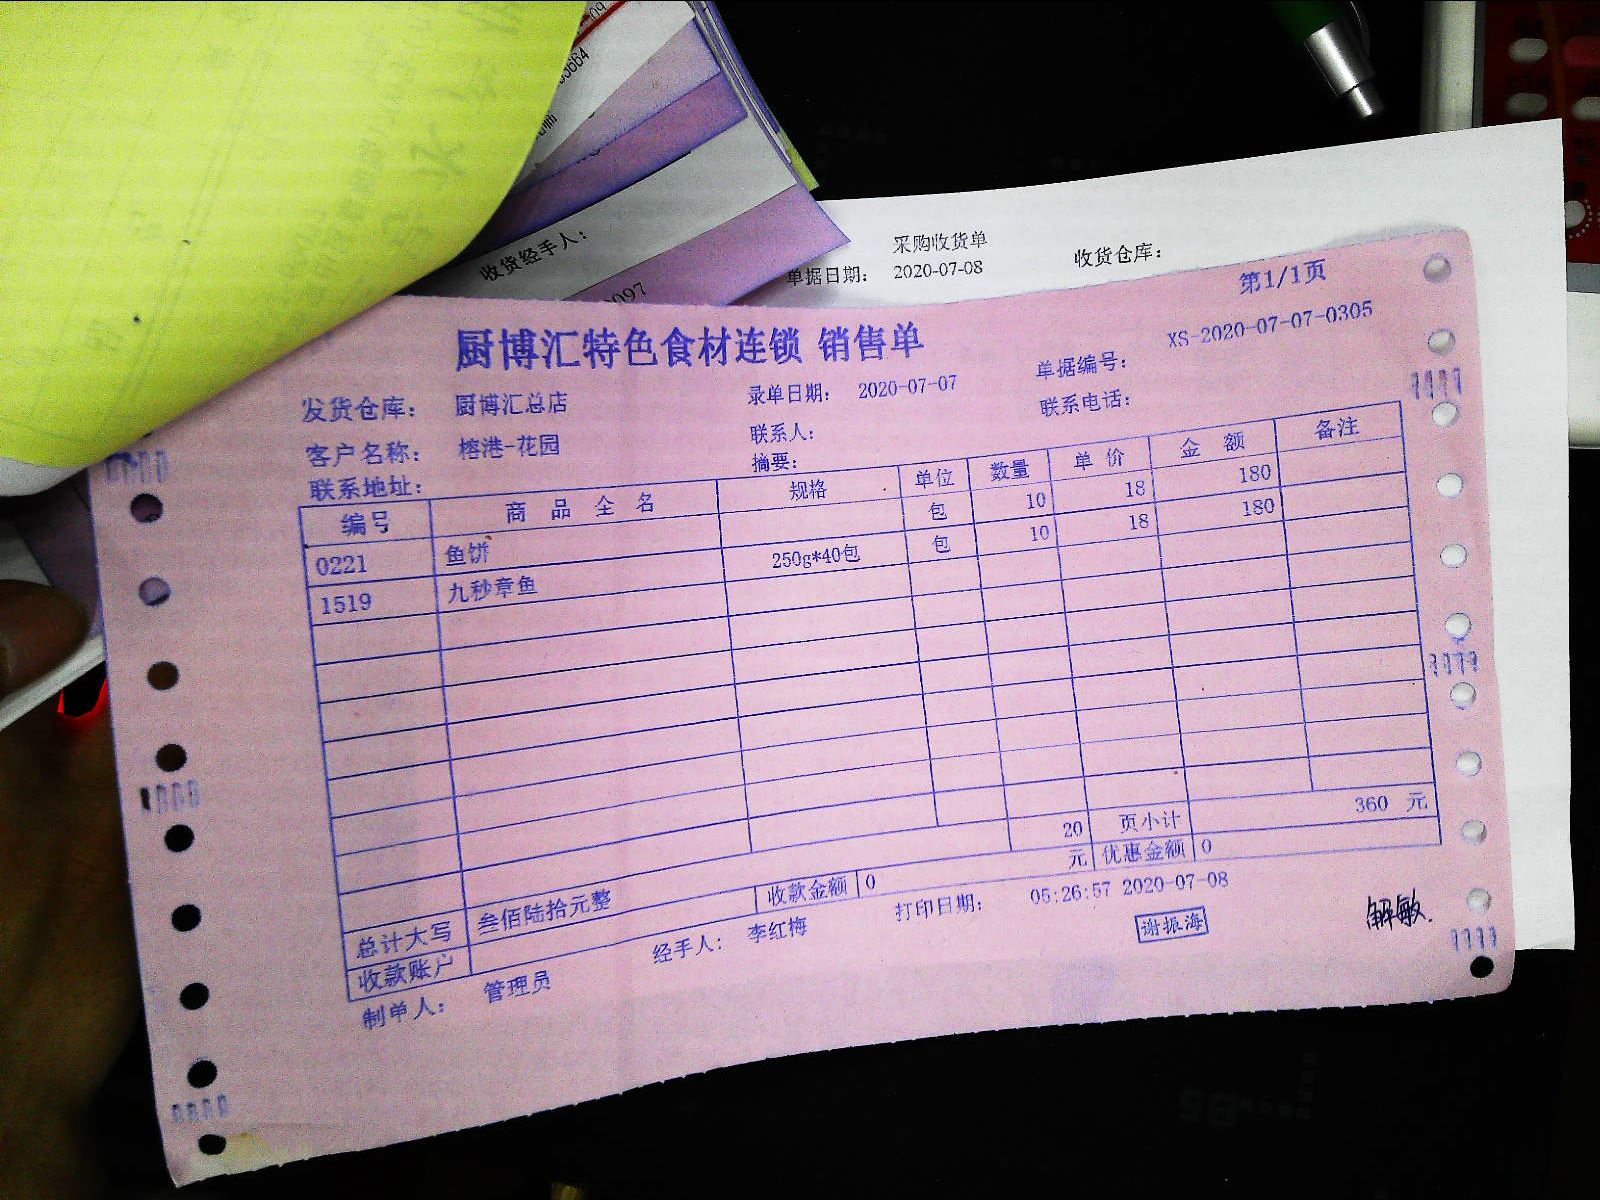 收货经手人：
采购收货单
单据日期： 2020-07-08 收货仓库：
第1/1页
厨博汇特色食材连锁 销售单
发货仓库： 厨博汇总店 录单日期： 2020-07-07 单据编号： XS-2020-07-07-0305
客户名称： 榕港-花园 联系人： 联系电话：
联系地址： 摘要：
编号 商品全名 规格 单位 数量 单价 金额 备注
0221 鱼饼 包 10 18 180
1519 九秒章鱼 250g*40包 包 10 18 180
20 页小计 360 元
总计大写 叁佰陆拾元整 收款金额 0 元 优惠金额 0
收款账户
制单人： 管理员 经手人： 李红梅 打印日期： 05:26:57 2020-07-08
谢振海
解敏.